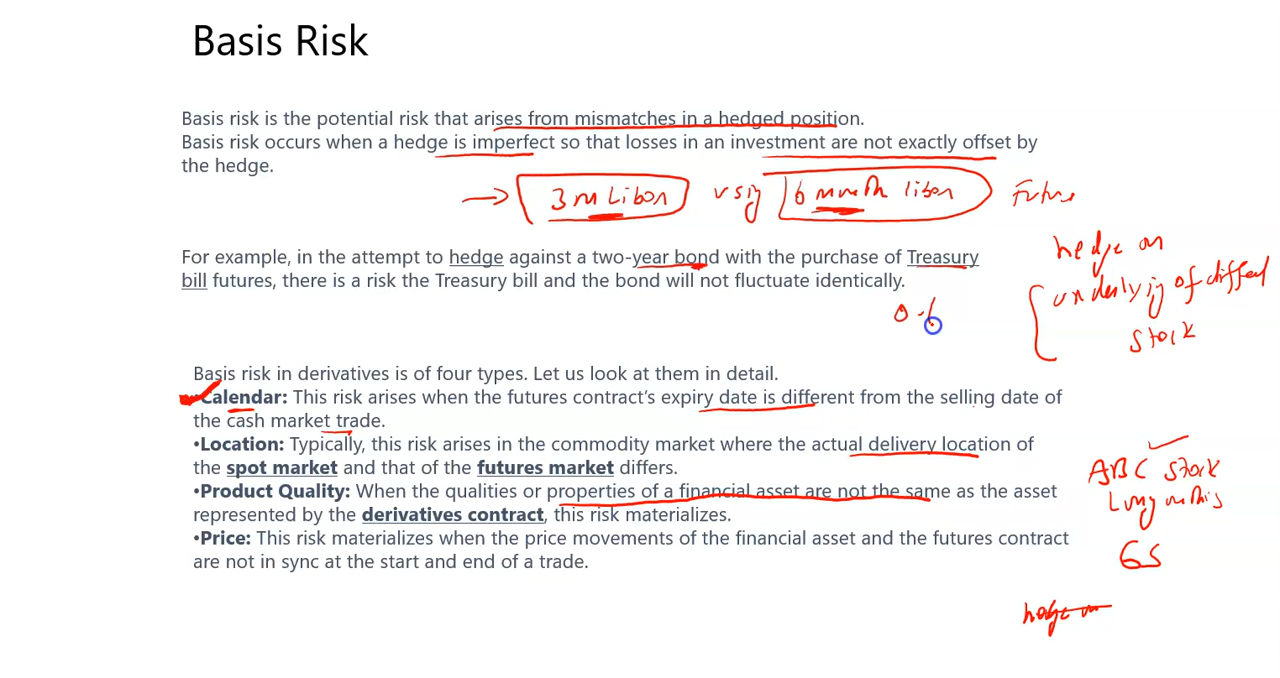 Basis Risk
Basis risk is the potential risk that arises from mismatches in a hedged position.
Basis risk occurs when a hedge is imperfect so that losses in an investment are not exactly offset by
the hedge.
3m Libor using 6 month libor Future
For example, in the attempt to hedge against a two-year bond with the purchase of Treasury
bill futures, there is a risk the Treasury bill and the bond will not fluctuate identically.
hedge on
underlying of different
stock
Basis risk in derivatives is of four types. Let us look at them in detail.
•Calendar: This risk arises when the futures contract’s expiry date is different from the selling date of
the cash market trade.
•Location: Typically, this risk arises in the commodity market where the actual delivery location of
the spot market and that of the futures market differs.
•Product Quality: When the qualities or properties of a financial asset are not the same as the asset
represented by the derivatives contract, this risk materializes.
•Price: This risk materializes when the price movements of the financial asset and the futures contract
are not in sync at the start and end of a trade.
ABC stock
Long on this
GS